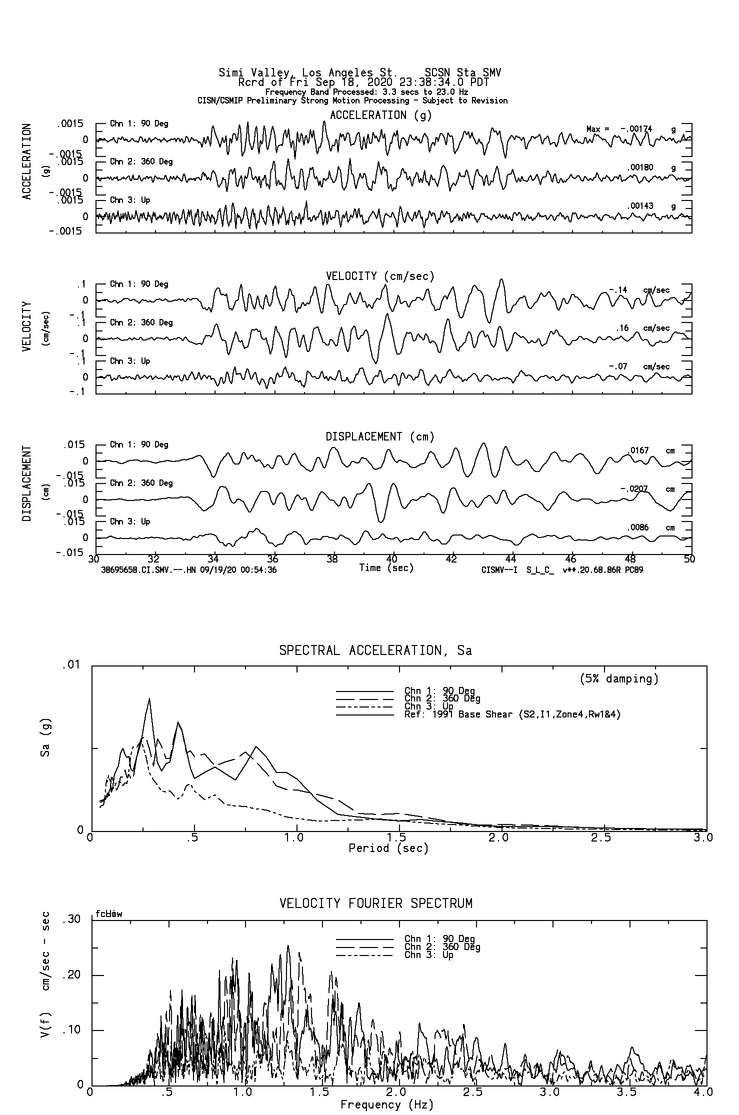 Simi Valley, Los Angeles St. SCSN Sta SMV
Rcrd of Fri Sep 18, 2020 23:38:34.0 PDT
Frequency Band Processed: 3.3 secs to 23.0 Hz
CISN/CSMIP Preliminary Strong Motion Processing - Subject to Revision
ACCELERATION (g)
ACCELERATION
(g)
.0015 Chn 1: 90 Deg Max = -.00174 g
0
-.0015
.0015 Chn 2: 360 Deg .00180 g
0
-.0015
.0015 Chn 3: Up .00143 g
0
-.0015
VELOCITY (cm/sec)
VELOCITY
(cm/sec)
.1 Chn 1: 90 Deg -.14 cm/sec
0
-.1
.1 Chn 2: 360 Deg .16 cm/sec
0
-.1
.1 Chn 3: Up -.07 cm/sec
0
-.1
DISPLACEMENT (cm)
DISPLACEMENT
(cm)
.015 Chn 1: 90 Deg .0167 cm
0
-.015
.015 Chn 2: 360 Deg -.0207 cm
0
-.015
.015 Chn 3: Up .0086 cm
0
-.015
30 32 34 36 38 40 42 44 46 48 50
Time (sec)
38695658.CI.SMV.--.HN 09/19/20 00:54:36 CISMV--I S_L_C_ v**.20.68.86R PC89
SPECTRAL ACCELERATION, Sa
.01
(5% damping)
Chn 1: 90 Deg
Chn 2: 360 Deg
Chn 3: Up
Ref: 1991 Base Shear (S2,I1,Zone4,Rw1&4)
Sa (g)
0
0 .5 1.0 1.5 2.0 2.5 3.0
Period (sec)
VELOCITY FOURIER SPECTRUM
.30
Chn 1: 90 Deg
Chn 2: 360 Deg
Chn 3: Up
V(f) cm/sec - sec
.20
.10
0
0 .5 1.0 1.5 2.0 2.5 3.0 3.5 4.0
Frequency (Hz)